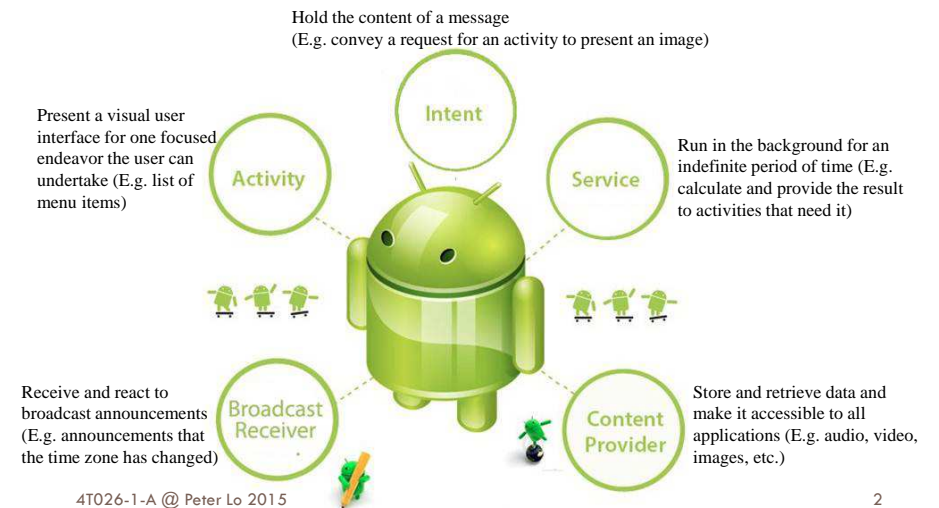 Hold the content of a message
(E.g. convey a request for an activity to present an image)
Intent
Present a visual user
interface for one focused
endeavor the user can
undertake (E.g. list of
menu items)
Activity
Service
Run in the background for an
indefinite period of time (E.g.
calculate and provide the result
to activities that need it)
Receive and react to
broadcast announcements
(E.g. announcements that
the time zone has changed)
Broadcast
Receiver
Content
Provider
Store and retrieve data and
make it accessible to all
applications (E.g. audio, video,
images, etc.)
4T026-1-A @ Peter Lo 2015
2